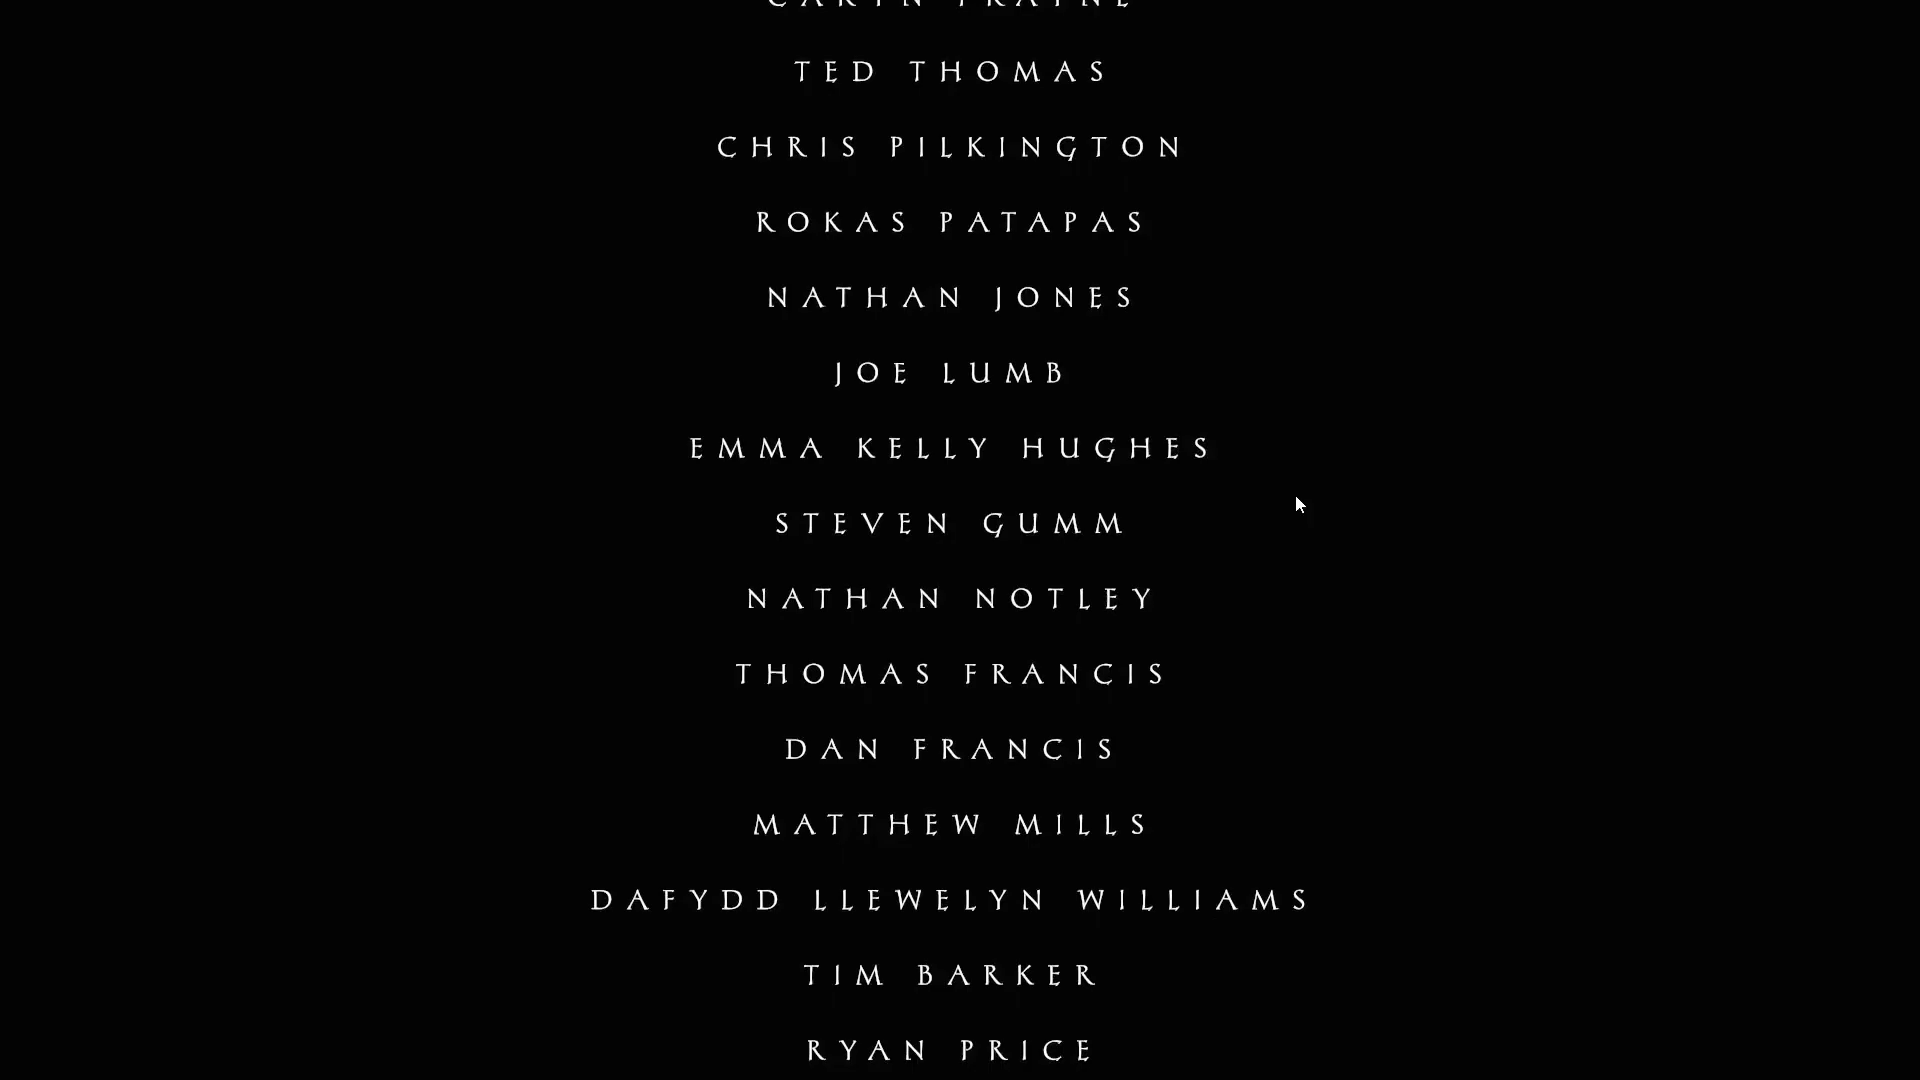 TED THOMAS
CHRIS PILKINGTON
ROKAS PATAPAS
NATHAN JONES
JOE LUMB
EMMA KELLY HUGHES
STEVEN GUMM
NATHAN NOTLEY
THOMAS FRANCIS
DAN FRANCIS
MATTHEW MILLS
DAFYDD LLEWELYN WILLIAMS
TIM BARKER
RYAN PRICE